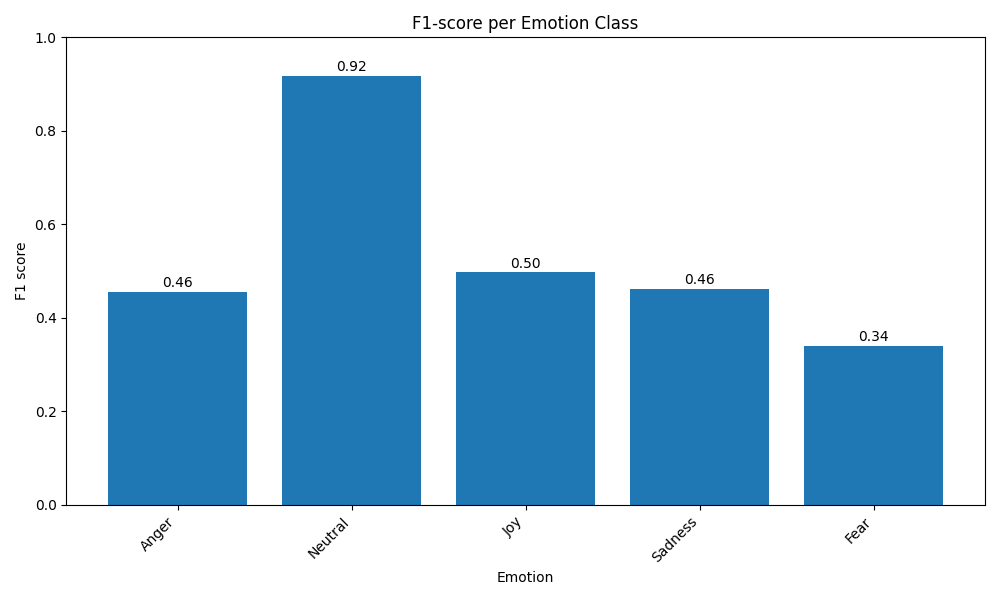 F1-score per Emotion Class
F1 score
1.0
0.8
0.6
0.4
0.2
0.0
0.46
0.92
0.50
0.46
0.34
Anger
Neutral
Joy
Sadness
Fear
Emotion